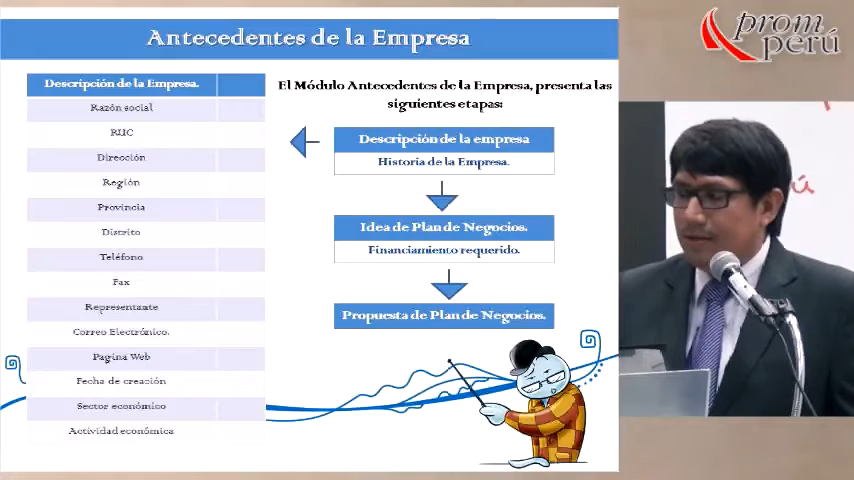 Antecedentes de la Empresa
Descripción de la Empresa.
Razón social
RUC
Dirección
Región
Provincia
Distrito
Teléfono
Fax
Representante
Correo Electrónico.
Pagina Web
Fecha de creación
Sector económico
Actividad económica
El Módulo Antecedentes de la Empresa, presenta las
siguientes etapas:
Descripción de la empresa
Historia de la Empresa.
Idea de Plan de Negocios.
Financiamiento requerido.
Propuesta de Plan de Negocios.
prom
perú
ú